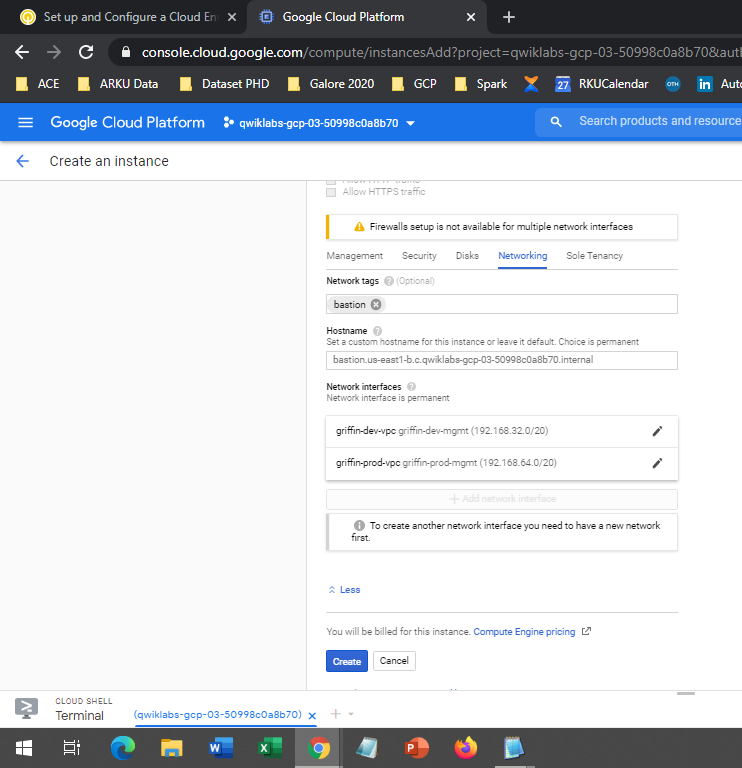 Set up and Configure a Cloud En
Google Cloud Platform
console.cloud.google.com/compute/instancesAdd?project=qwiklabs-gcp-03-50998c0a8b70&aut
ACE
ARKU Data
Dataset PHD
Galore 2020
GCP
Spark
27
RKUCalendar
OTH
in
Auto
Google Cloud Platform
qwiklabs-gcp-03-50998c0a8b70
Search products and resource
Create an instance
Allow HTTP traffic
Allow HTTPS traffic
Firewalls setup is not available for multiple network interfaces
Management Security Disks Networking Sole Tenancy
Network tags ? (Optional)
bastion
Hostname ?
Set a custom hostname for this instance or leave it default. Choice is permanent
bastion.us-east1-b.c.qwiklabs-gcp-03-50998c0a8b70.internal
Network interfaces ?
Network interface is permanent
griffin-dev-vpc griffin-dev-mgmt (192.168.32.0/20)
griffin-prod-vpc griffin-prod-mgmt (192.168.64.0/20)
+ Add network interface
To create another network interface you need to have a new network
first.
Less
You will be billed for this instance. Compute Engine pricing
Create
Cancel
CLOUD SHELL
Terminal
(qwiklabs-gcp-03-50998c0a8b70)